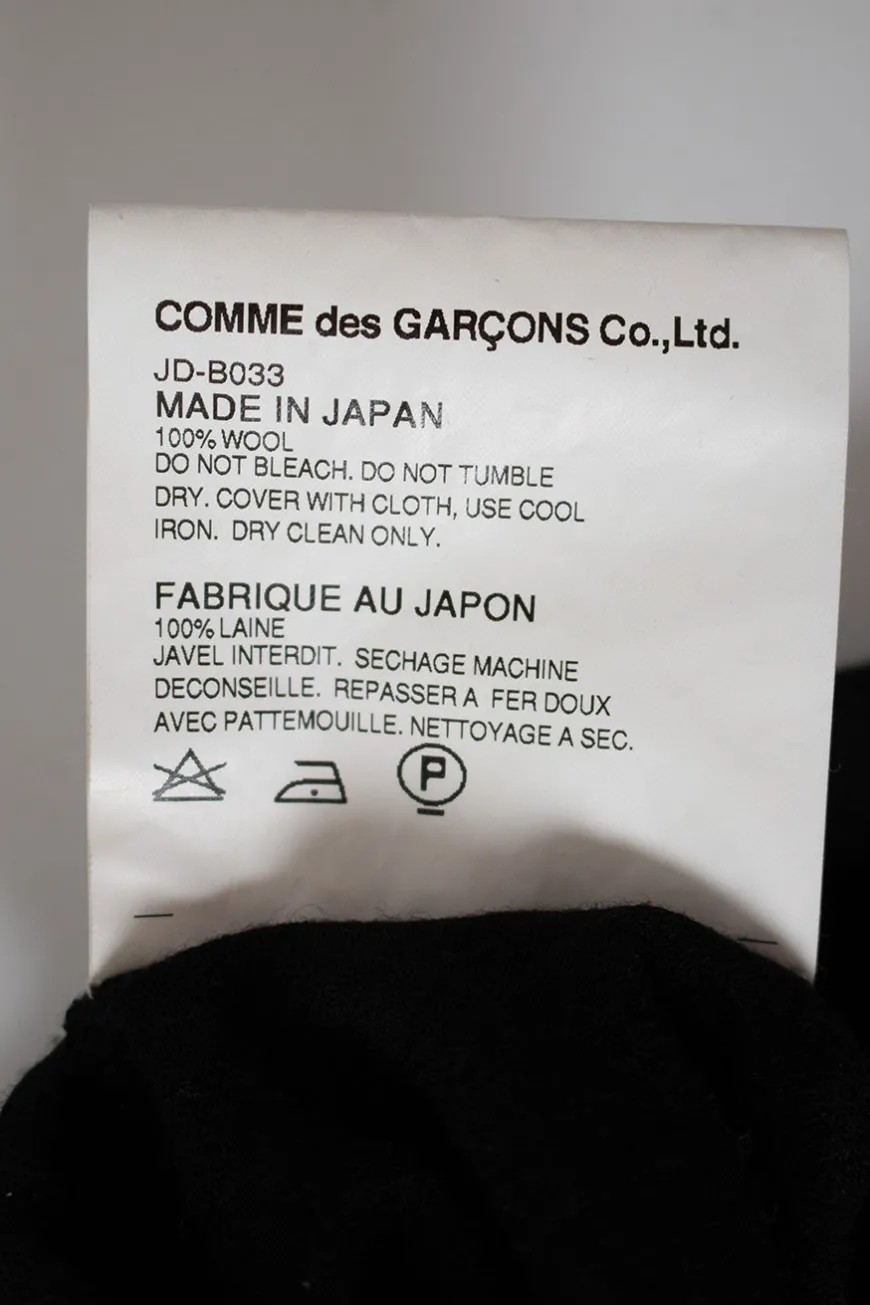 COMME des GARÇONS Co.,Ltd.
JD-B033
MADE IN JAPAN
100% WOOL
DO NOT BLEACH. DO NOT TUMBLE
DRY. COVER WITH CLOTH, USE COOL
IRON. DRY CLEAN ONLY.
FABRIQUE AU JAPON
100% LAINE
JAVEL INTERDIT. SECHAGE MACHINE
DECONSEILLE. REPASSER A FER DOUX
AVEC PATTEMOUILLE. NETTOYAGE A SEC.
P